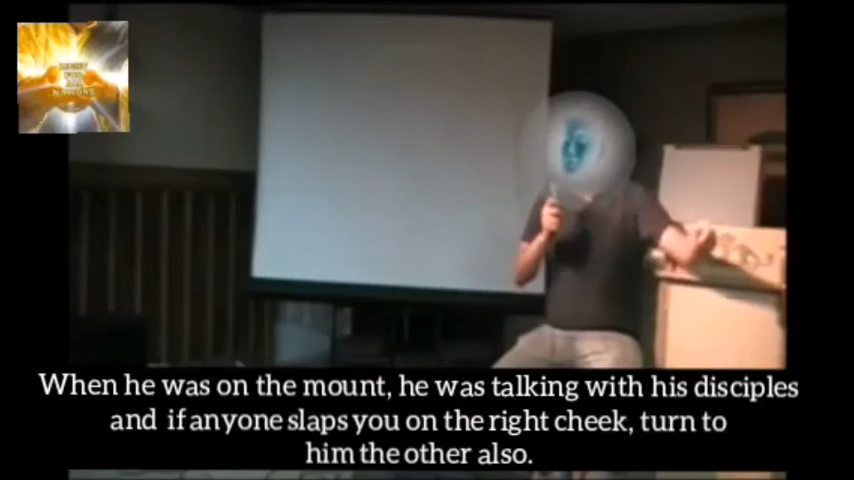 When he was on the mount, he was talking with his disciples
and if anyone slaps you on the right cheek, turn to
him the other also.